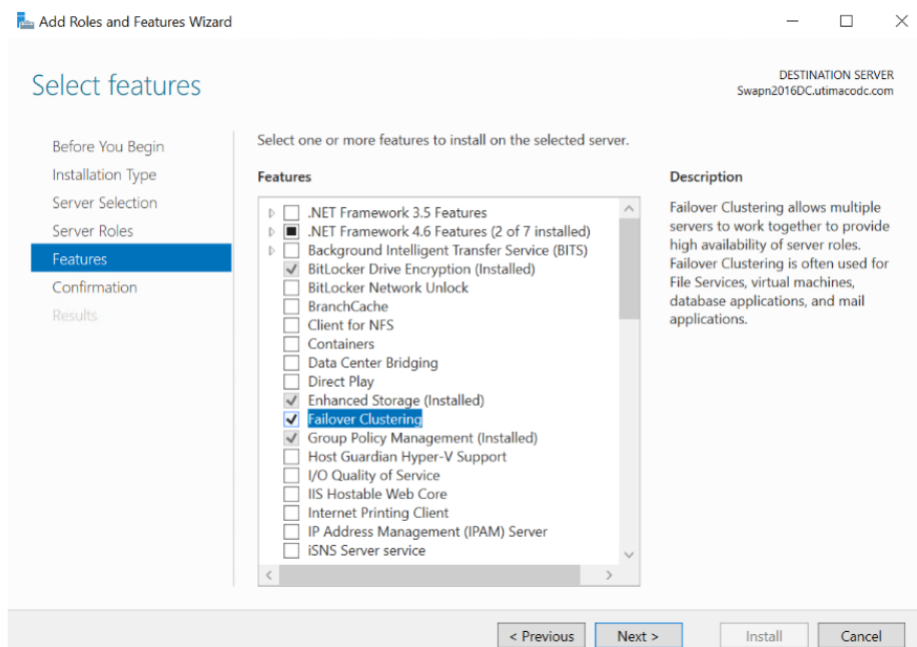 Add Roles and Features Wizard
Select features
DESTINATION SERVER
Swapn2016DC.utimacodc.com
Before You Begin
Installation Type
Server Selection
Server Roles
Features
Confirmation
Results
Select one or more features to install on the selected server.
Features
.NET Framework 3.5 Features
.NET Framework 4.6 Features (2 of 7 installed)
Background Intelligent Transfer Service (BITS)
BitLocker Drive Encryption (Installed)
BitLocker Network Unlock
BranchCache
Client for NFS
Containers
Data Center Bridging
Direct Play
Enhanced Storage (Installed)
Failover Clustering
Group Policy Management (Installed)
Host Guardian Hyper-V Support
I/O Quality of Service
IIS Hostable Web Core
Internet Printing Client
IP Address Management (IPAM) Server
iSNS Server service
Description
Failover Clustering allows multiple
servers to work together to provide
high availability of server roles.
Failover Clustering is often used for
File Services, virtual machines,
database applications, and mail
applications.
< Previous
Next >
Install
Cancel